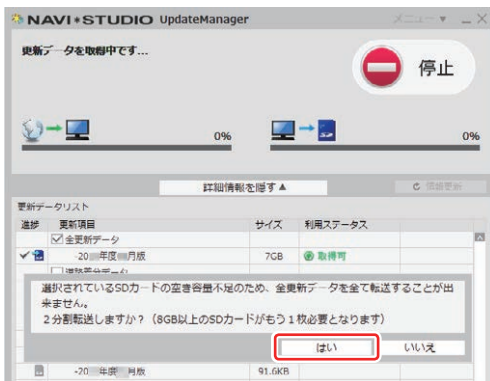 NAVI*STUDIO UpdateManager
メニュー ▼ _ X
更新データを取得中です...
停止
0%
0%
詳細情報を隠す▲
情報更新
更新データリスト
進捗 更新項目 サイズ 利用ステータス
全更新データ
-20 年度 月版 7GB 取得可
道路差分データ
選択されているSDカードの空き容量不足のため、全更新データを全て転送することが出
来ません。
2分割転送しますか？（8GB以上のSDカードがもう1枚必要となります）
はい いいえ
-20 年度 月版 91.6KB